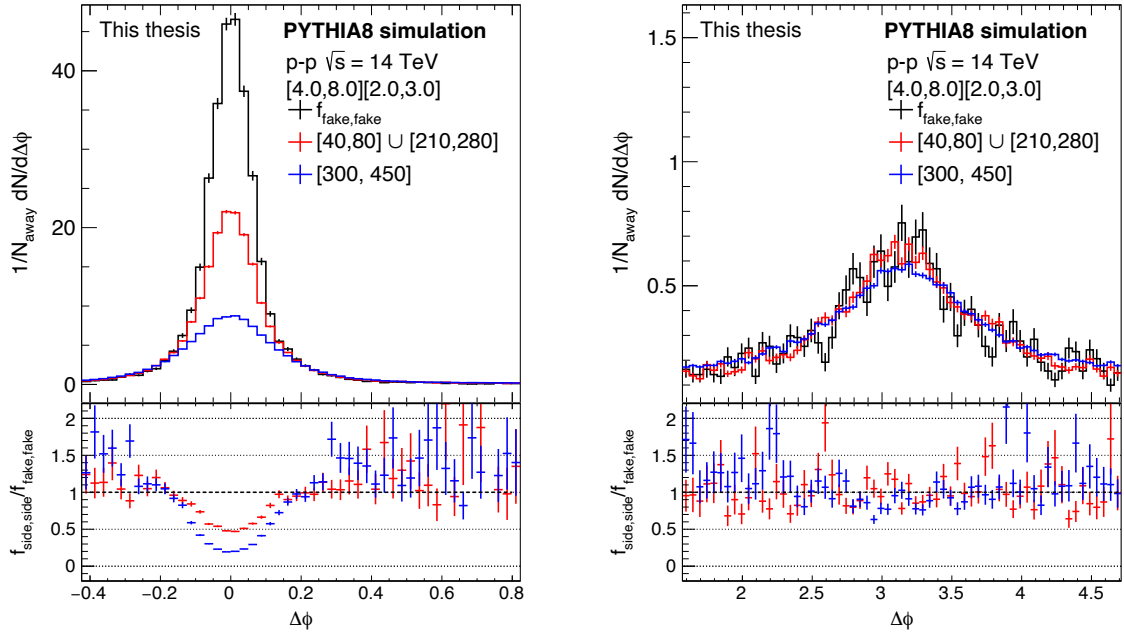 This thesis
PYTHIA8 simulation
p-p √s = 14 TeV
[4.0,8.0][2.0,3.0]
f_fake,fake
[40,80] ∪ [210,280]
[300, 450]
1/N_away dN/dΔϕ
40
20
0
f_side,side/f_fake,fake
2
1.5
1
0.5
0
−0.4 −0.2 0 0.2 0.4 0.6 0.8
Δϕ
This thesis
PYTHIA8 simulation
p-p √s = 14 TeV
[4.0,8.0][2.0,3.0]
f_fake,fake
[40,80] ∪ [210,280]
[300, 450]
1/N_away dN/dΔϕ
1.5
1
0.5
f_side,side/f_fake,fake
2
1.5
1
0.5
0
2 2.5 3 3.5 4 4.5
Δϕ